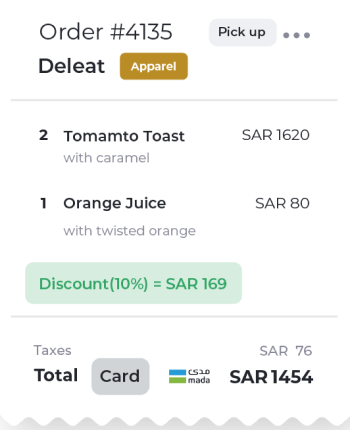 Order #4135 Pick up
Deleat Apparel
2 Tomamto Toast SAR 1620
with caramel
1 Orange Juice SAR 80
with twisted orange
Discount(10%) = SAR 169
Taxes SAR 76
Total Card مدى mada SAR 1454